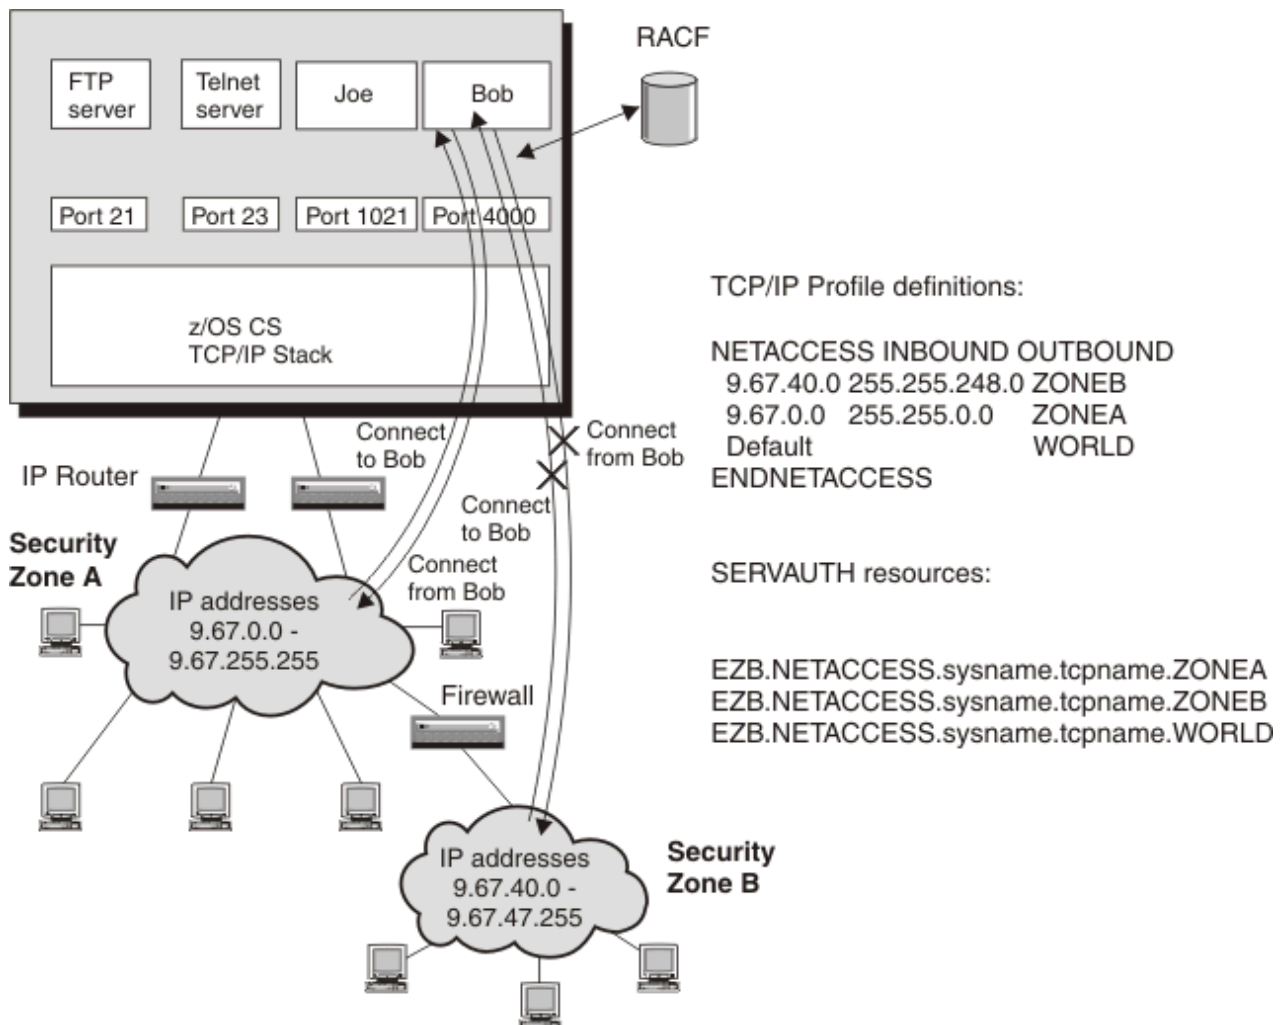 RACF
FTP
server
Telnet
server
Joe
Bob
Port 21
Port 23
Port 1021
Port 4000
z/OS CS
TCP/IP Stack
TCP/IP Profile definitions:
NETACCESS INBOUND OUTBOUND
9.67.40.0 255.255.248.0 ZONEB
9.67.0.0 255.255.0.0 ZONEA
Default WORLD
ENDNETACCESS
Connect
to Bob
Connect
from Bob
IP Router
Connect
to Bob
Security
Zone A
Connect
from Bob
IP addresses
9.67.0.0 -
9.67.255.255
SERVAUTH resources:
EZB.NETACCESS.sysname.tcpname.ZONEA
EZB.NETACCESS.sysname.tcpname.ZONEB
EZB.NETACCESS.sysname.tcpname.WORLD
Firewall
IP addresses
9.67.40.0 -
9.67.47.255
Security
Zone B